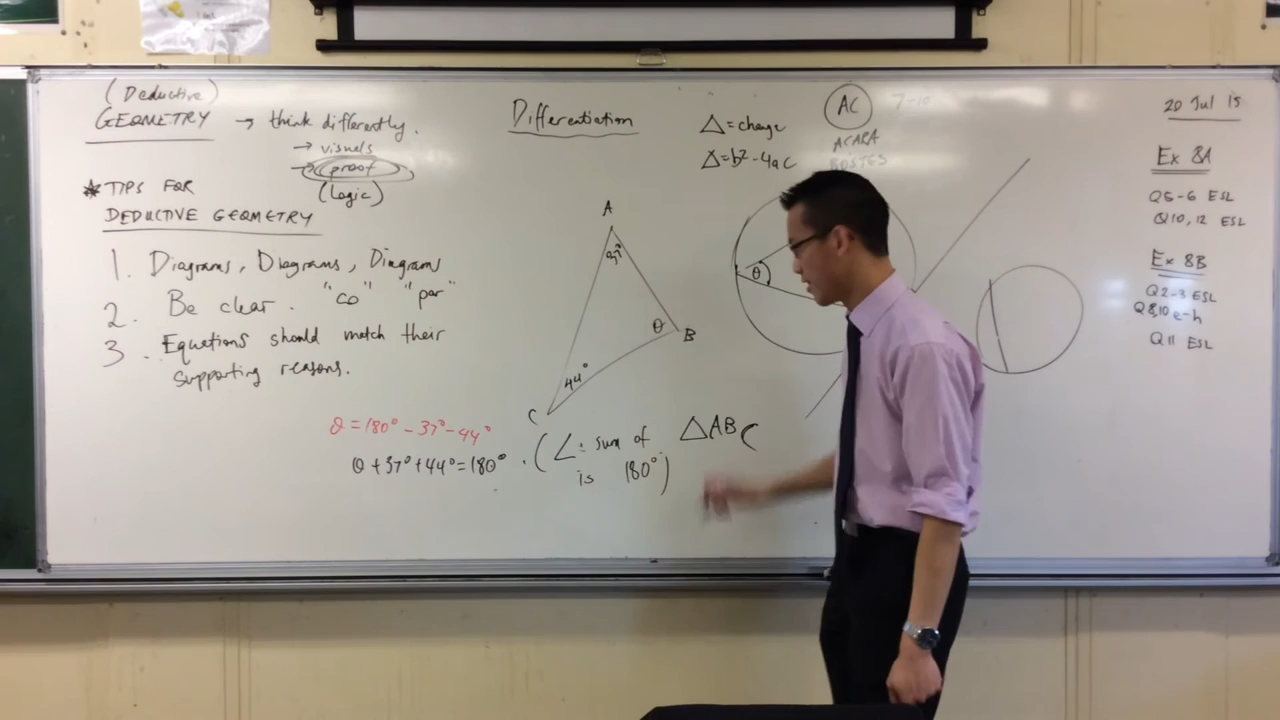 (Deductive)
GEOMETRY → think differently.
→ visuals
→ proof
(logic)
* TIPS FOR
DEDUCTIVE GEOMETRY
1. Diagrams, Diagrams, Diagrams
2. Be clear. "co" "par"
3. Equations should match their
supporting reasons.
θ = 180° - 37° - 44°
θ + 37° + 44° = 180°. (∠ sum of △ABC
is 180°)
Differentiation
A
37°
θ
B
44°
C
△ = change
△ = b² - 4ac
AC
7-10
ACARA
BOSTES
θ
20 Jul 15
Ex 8A
Q5-6 ESL
Q10, 12 ESL
Ex 8B
Q2-3 ESL
Q8,10 e-h
Q11 ESL